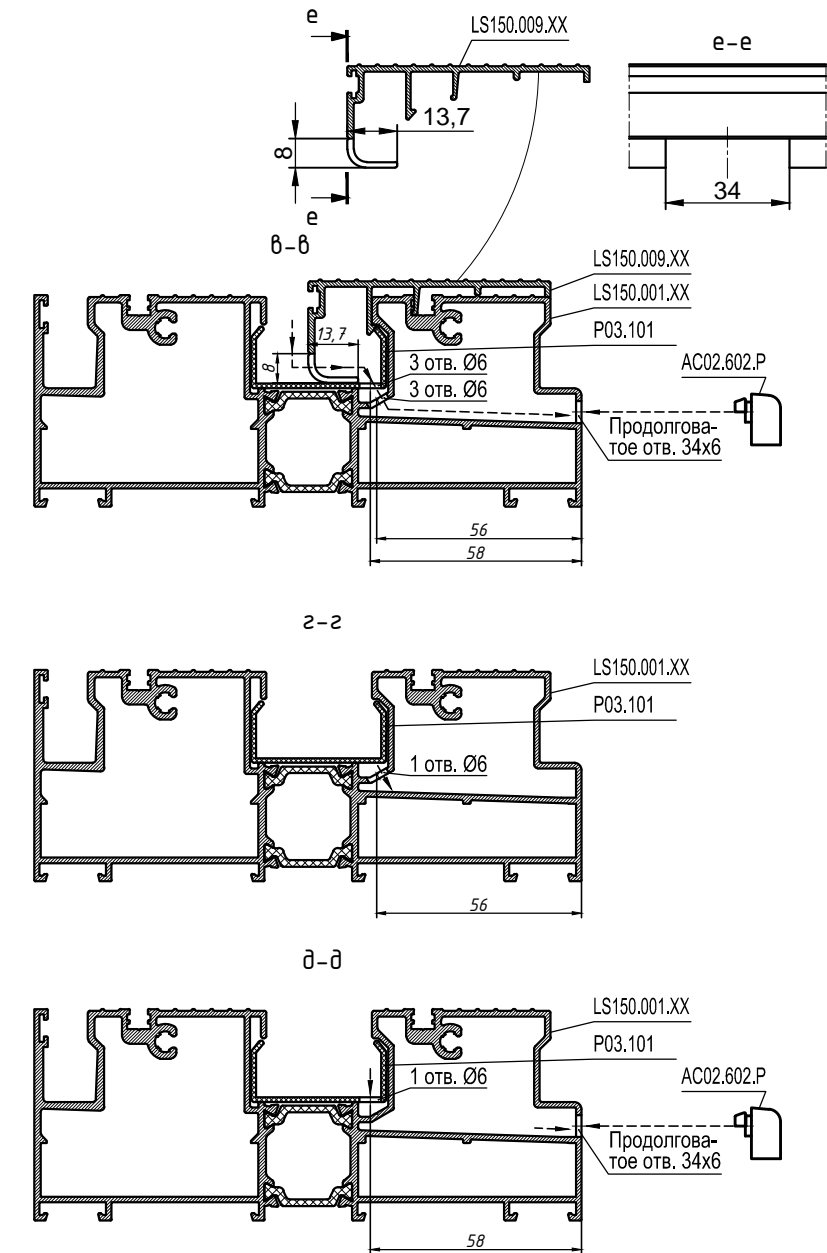 е
LS150.009.XX
е-е
13,7
8
34
е
в-в
LS150.009.XX
LS150.001.XX
P03.101
13,7
8
3 отв. Ø6
3 отв. Ø6
AC02.602.P
Продолгова-
тое отв. 34x6
56
58
г-г
LS150.001.XX
P03.101
1 отв. Ø6
56
д-д
LS150.001.XX
P03.101
1 отв. Ø6
AC02.602.P
Продолгова-
тое отв. 34x6
58